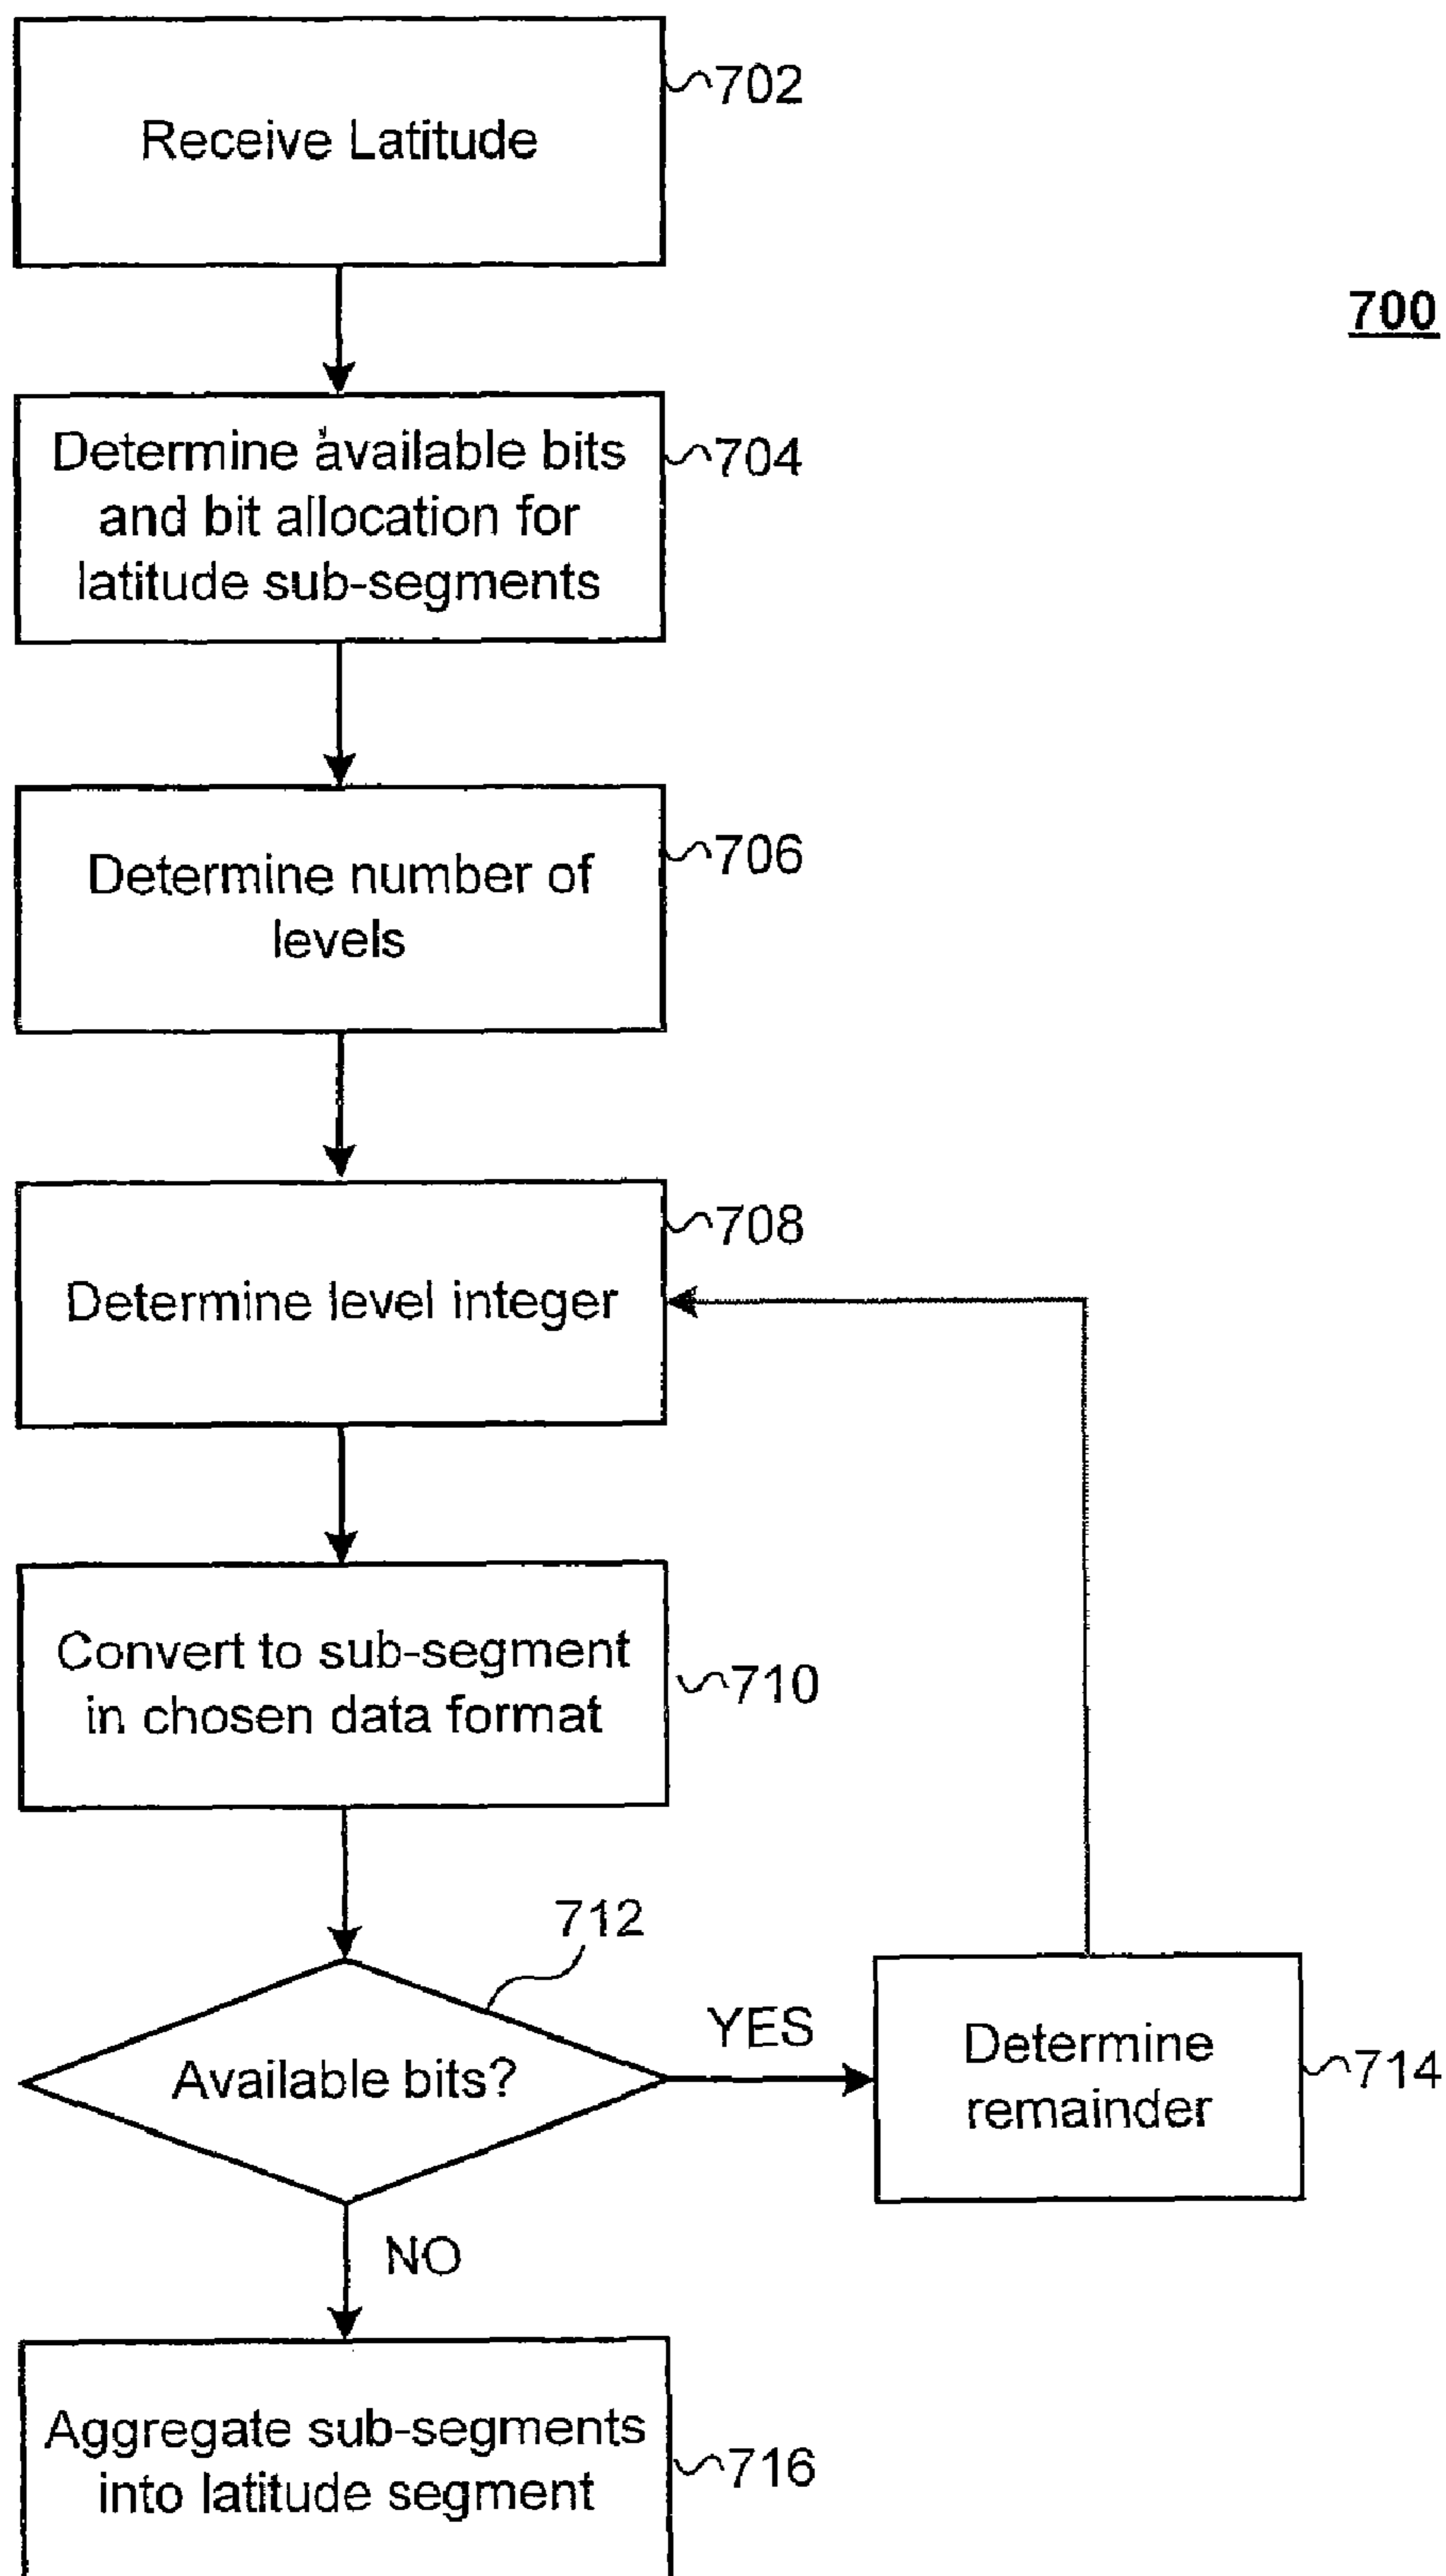 Receive Latitude
702
700
Determine available bits
and bit allocation for
latitude sub-segments
704
Determine number of
levels
706
Determine level integer
708
Convert to sub-segment
in chosen data format
710
712
Available bits?
YES
Determine
remainder
714
NO
Aggregate sub-segments
into latitude segment
716